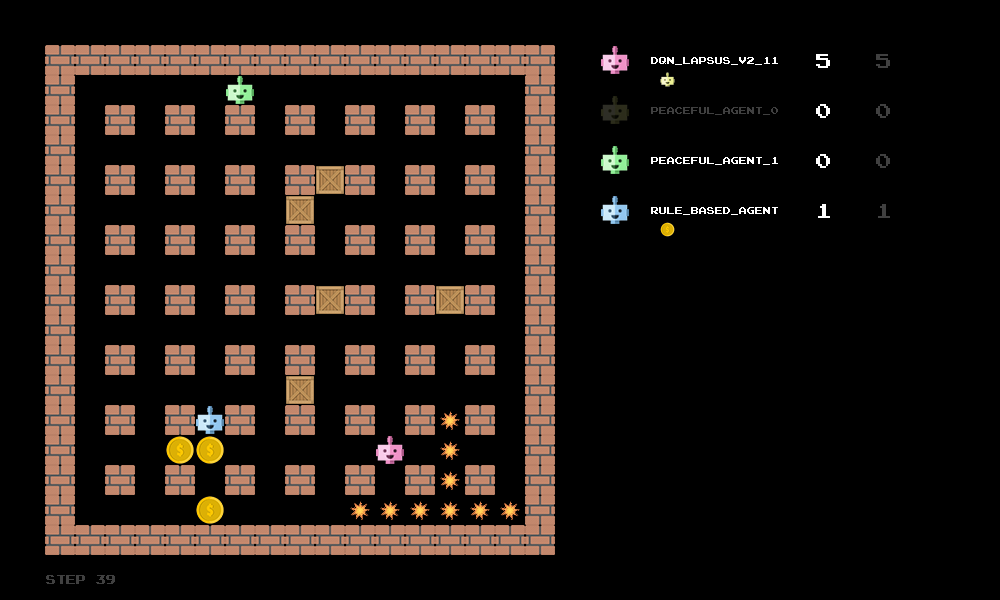 DQN_LAPSUS_V2_11 5 5
PEACEFUL_AGENT_0 0 0
PEACEFUL_AGENT_1 0 0
RULE_BASED_AGENT 1 1
STEP 39